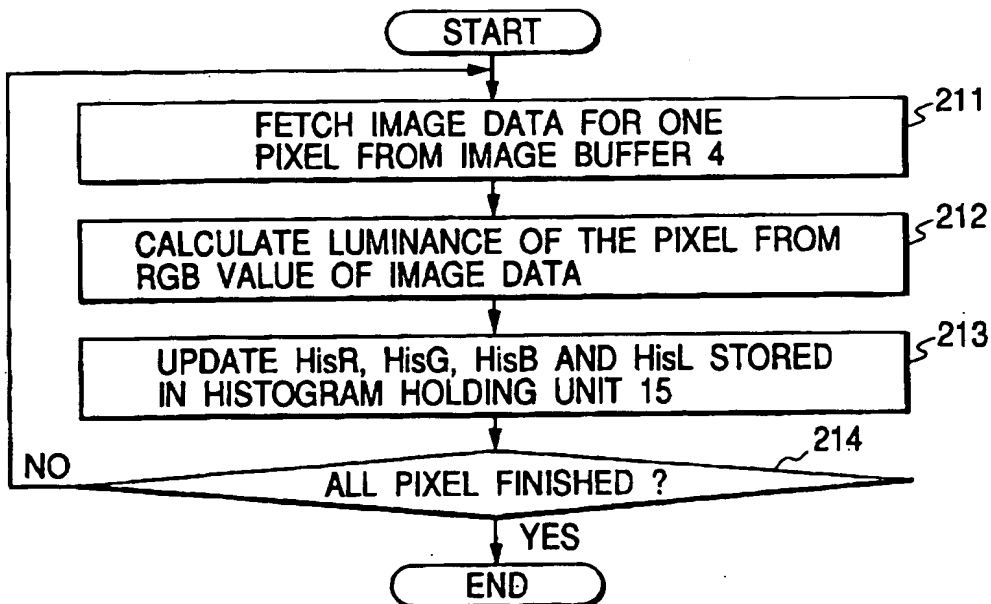 START
211
FETCH IMAGE DATA FOR ONE
PIXEL FROM IMAGE BUFFER 4
212
CALCULATE LUMINANCE OF THE PIXEL FROM
RGB VALUE OF IMAGE DATA
213
UPDATE HisR, HisG, HisB AND HisL STORED
IN HISTOGRAM HOLDING UNIT 15
214
NO
ALL PIXEL FINISHED ?
YES
END